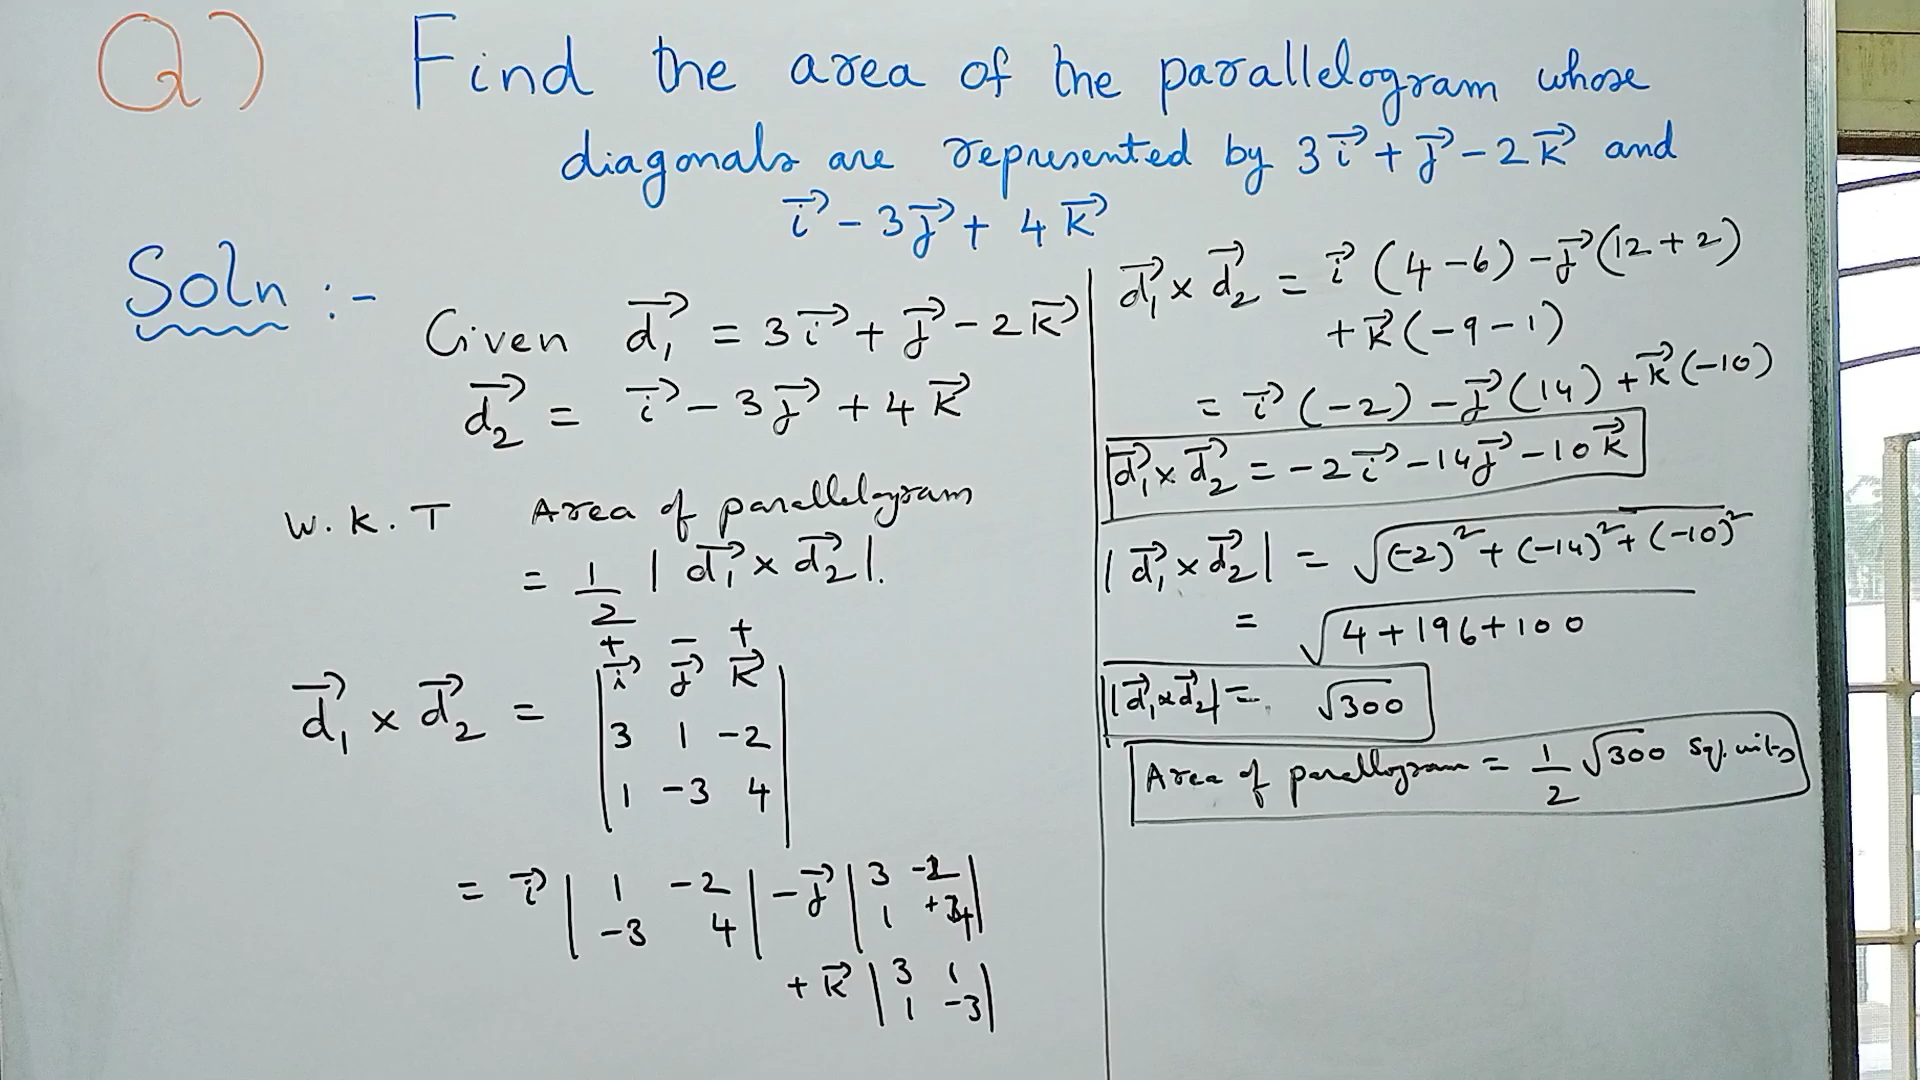 Q) Find the area of the parallelogram whose
diagonals are represented by 3i⃗ + j⃗ - 2k⃗ and
i⃗ - 3j⃗ + 4k⃗
Soln :-
Given d⃗₁ = 3i⃗ + j⃗ - 2k⃗
d⃗₂ = i⃗ - 3j⃗ + 4k⃗
W.K.T Area of parallelogram
= 1/2 | d⃗₁ × d⃗₂ |.
+ - +
d⃗₁ × d⃗₂ = | i⃗ j⃗ k⃗ |
| 3 1 -2 |
| 1 -3 4 |
= i⃗ | 1 -2 | - j⃗ | 3 -2 |
| -3 4 | | 1 +4 |
+ k⃗ | 3 1 |
| 1 -3 |
d⃗₁ × d⃗₂ = i⃗ (4-6) - j⃗ (12+2)
+ k⃗ (-9-1)
= i⃗ (-2) - j⃗ (14) + k⃗ (-10)
d⃗₁ × d⃗₂ = -2i⃗ - 14j⃗ - 10k⃗
| d⃗₁ × d⃗₂ | = √((-2)² + (-14)² + (-10)²)
= √(4+196+100)
|d⃗₁ × d⃗₂| = √300
Area of parallogram = 1/2 √300 sq. units